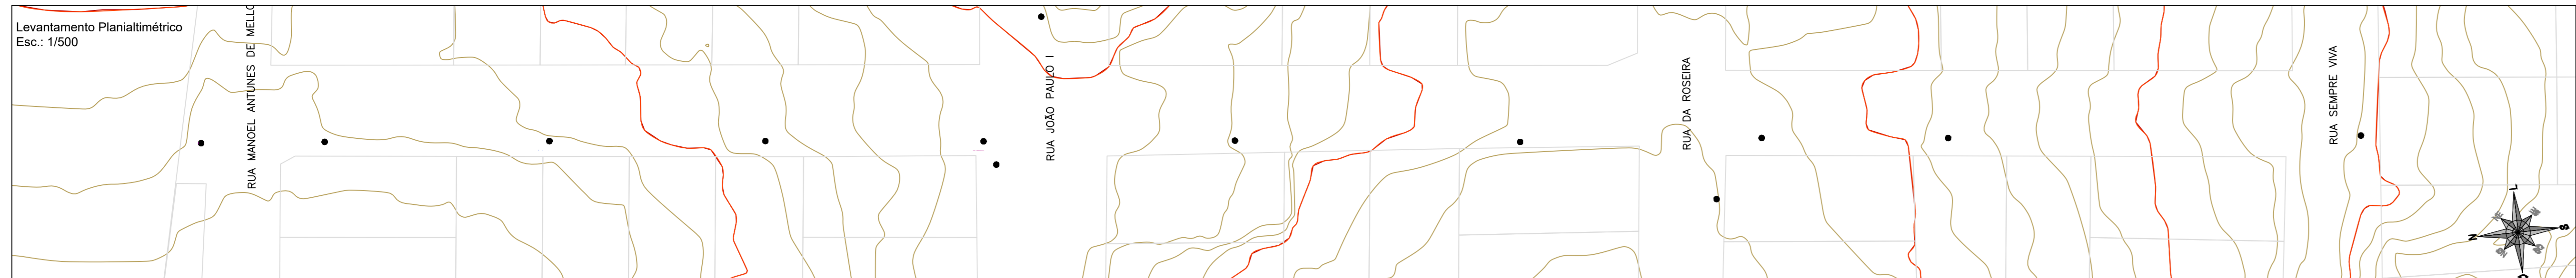 Levantamento Planialtimétrico
Esc.: 1/500
RUA MANOEL ANTUNES DE MELLO
RUA JOÃO PAULO I
RUA DA ROSEIRA
RUA SEMPRE VIVA
L
NE
N
S